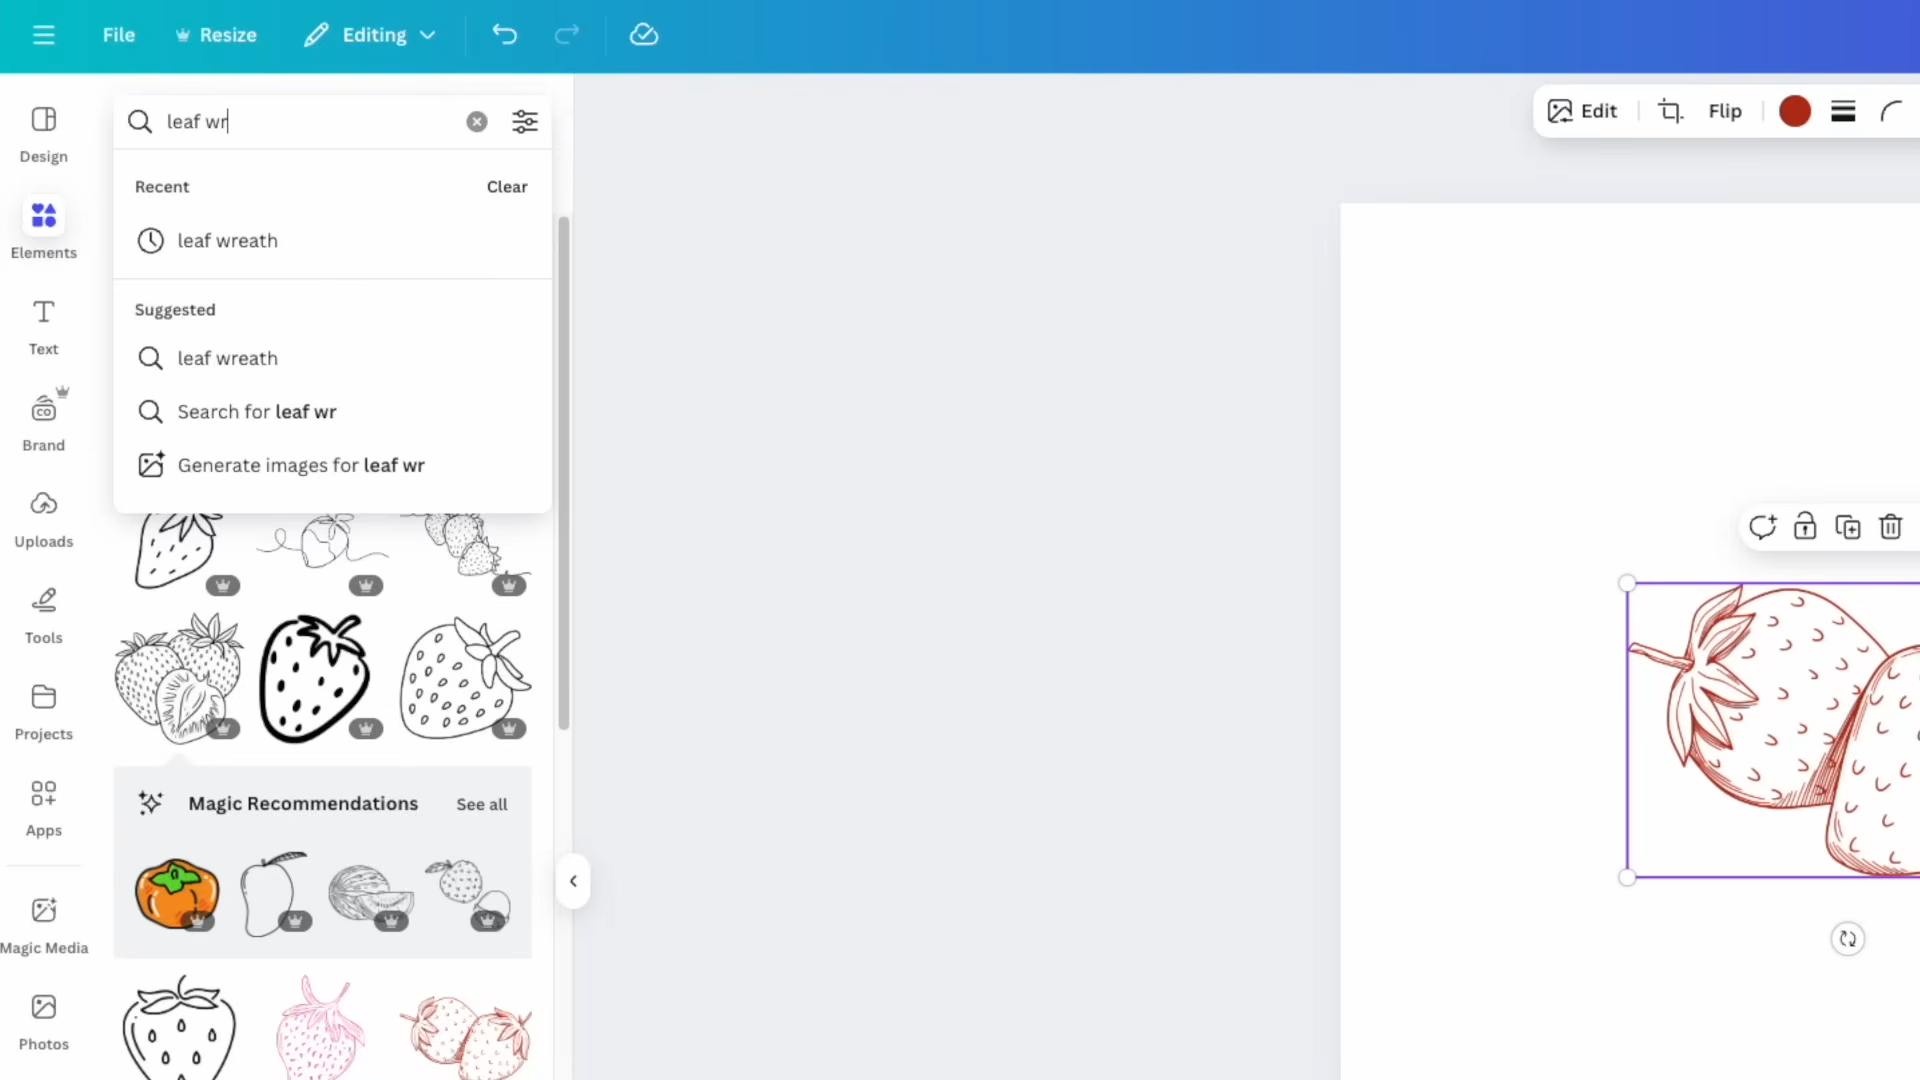 File
Resize
Editing
Edit
Flip
leaf wr
Recent
Clear
leaf wreath
Suggested
leaf wreath
Search for leaf wr
Generate images for leaf wr
Design
Elements
Text
CO
Brand
Uploads
Tools
Projects
Apps
Magic Media
Photos
Magic Recommendations
See all